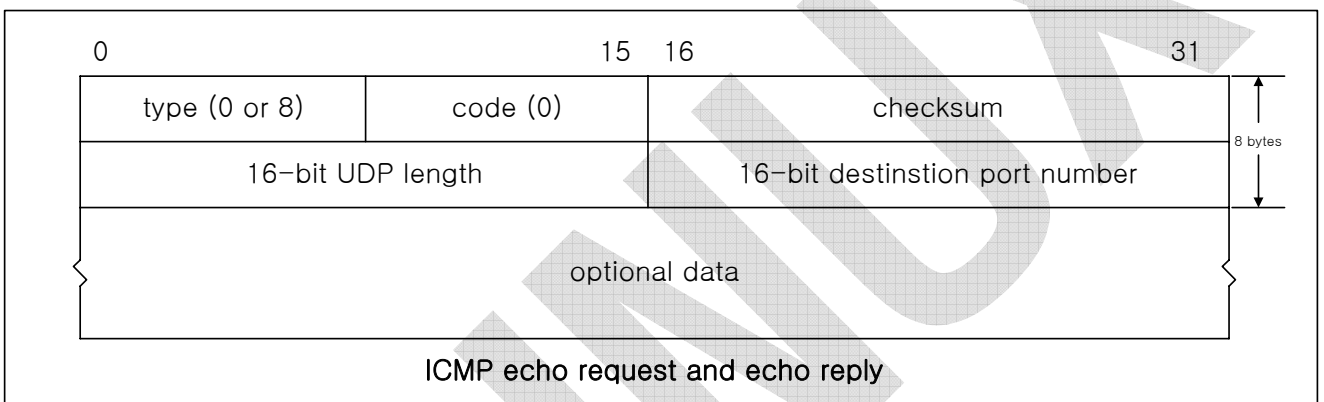 0 15 16 31
type (0 or 8) code (0) checksum
8 bytes
16-bit UDP length 16-bit destinstion port number
optional data
ICMP echo request and echo reply